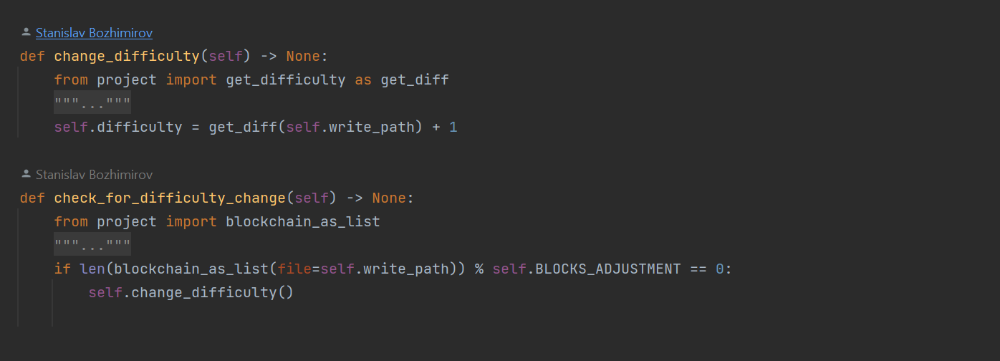 Stanislav Bozhimirov
def change_difficulty(self) -> None:
    from project import get_difficulty as get_diff
    """..."""
    self.difficulty = get_diff(self.write_path) + 1
Stanislav Bozhimirov
def check_for_difficulty_change(self) -> None:
    from project import blockchain_as_list
    """..."""
    if len(blockchain_as_list(file=self.write_path)) % self.BLOCKS_ADJUSTMENT == 0:
        self.change_difficulty()